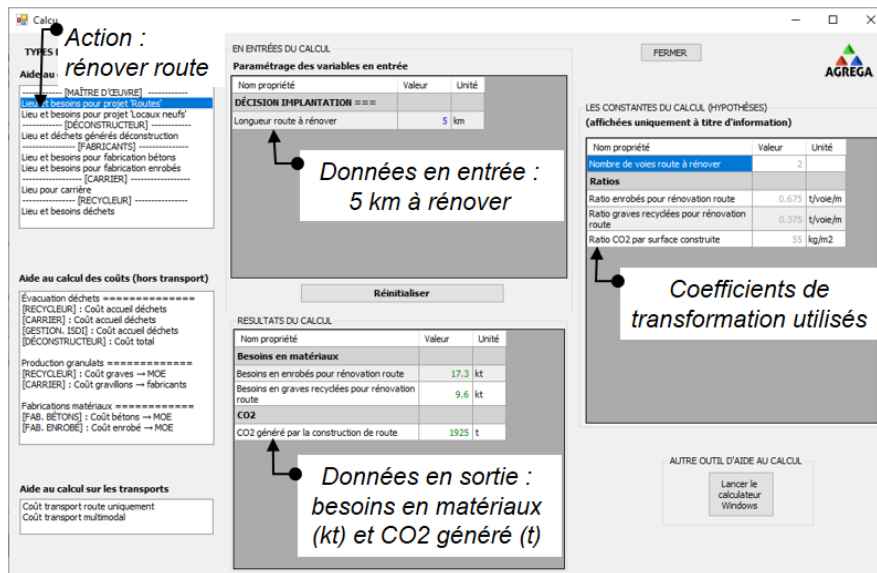 Calcu
Action :
rénover route
TYPES D
Aide au
------------ [MAÎTRE D'ŒUVRE] ------------
Lieu et besoins pour projet 'Routes'
Lieu et besoins pour projet 'Locaux neufs'
------------ [DÉCONSTRUCTEUR] ------------
Lieu et déchets générés déconstruction
---------------- [FABRICANTS] ----------------
Lieu et besoins pour fabrication bétons
Lieu et besoins pour fabrication enrobés
------------------ [CARRIER] ------------------
Lieu pour carrière
---------------- [RECYCLEUR] ----------------
Lieu et besoins déchets
Aide au calcul des coûts (hors transport)
Évacuation déchets ==============
[RECYCLEUR] : Coût accueil déchets
[CARRIER] : Coût accueil déchets
[GESTION. ISDI] : Coût accueil déchets
[DÉCONSTRUCTEUR] : Coût total
Production granulats =============
[RECYCLEUR] : Coût graves → MOE
[CARRIER] : Coût gravillons → fabricants
Fabrications matériaux ============
[FAB. BÉTONS] : Coût bétons → MOE
[FAB. ENROBÉ] : Coût enrobé → MOE
Aide au calcul sur les transports
Coût transport route uniquement
Coût transport multimodal
EN ENTRÉES DU CALCUL
Paramétrage des variables en entrée
Nom propriété Valeur Unité
DÉCISION IMPLANTATION ===
Longueur route à rénover 5 km
Données en entrée :
5 km à rénover
Réinitialiser
RESULTATS DU CALCUL
Nom propriété Valeur Unité
Besoins en matériaux
Besoins en enrobés pour rénovation route 17.3 kt
Besoins en graves recyclées pour rénovation
route 9.6 kt
CO2
CO2 généré par la construction de route 1925 t
Données en sortie :
besoins en matériaux
(kt) et CO2 généré (t)
FERMER
AGREGA
LES CONSTANTES DU CALCUL (HYPOTHÈSES)
(affichées uniquement à titre d'information)
Nom propriété Valeur Unité
Nombre de voies route à rénover 2
Ratios
Ratio enrobés pour rénovation route 0.675 t/voie/m
Ratio graves recyclées pour rénovation
route 0.375 t/voie/m
Ratio CO2 par surface construite 55 kg/m2
Coefficients de
transformation utilisés
AUTRE OUTIL D'AIDE AU CALCUL
Lancer le
calculateur
Windows